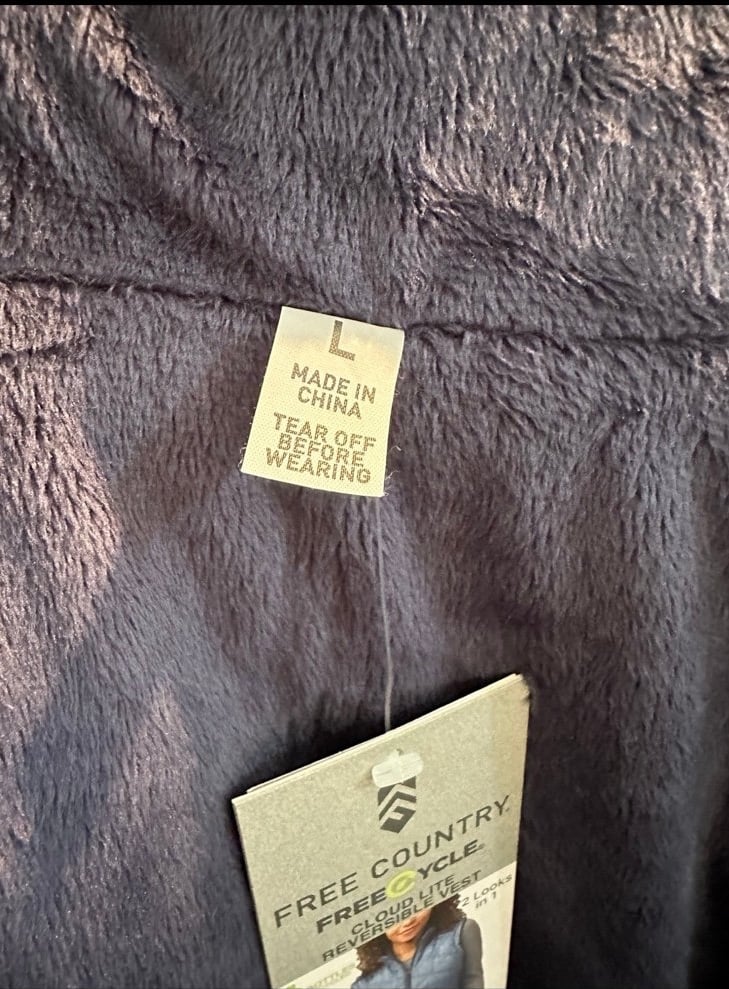 L
MADE IN
CHINA
TEAR OFF
BEFORE
WEARING
FREE COUNTRY
FREECYCLE®
CLOUD LITE
REVERSIBLE VEST
2 Looks
in 1